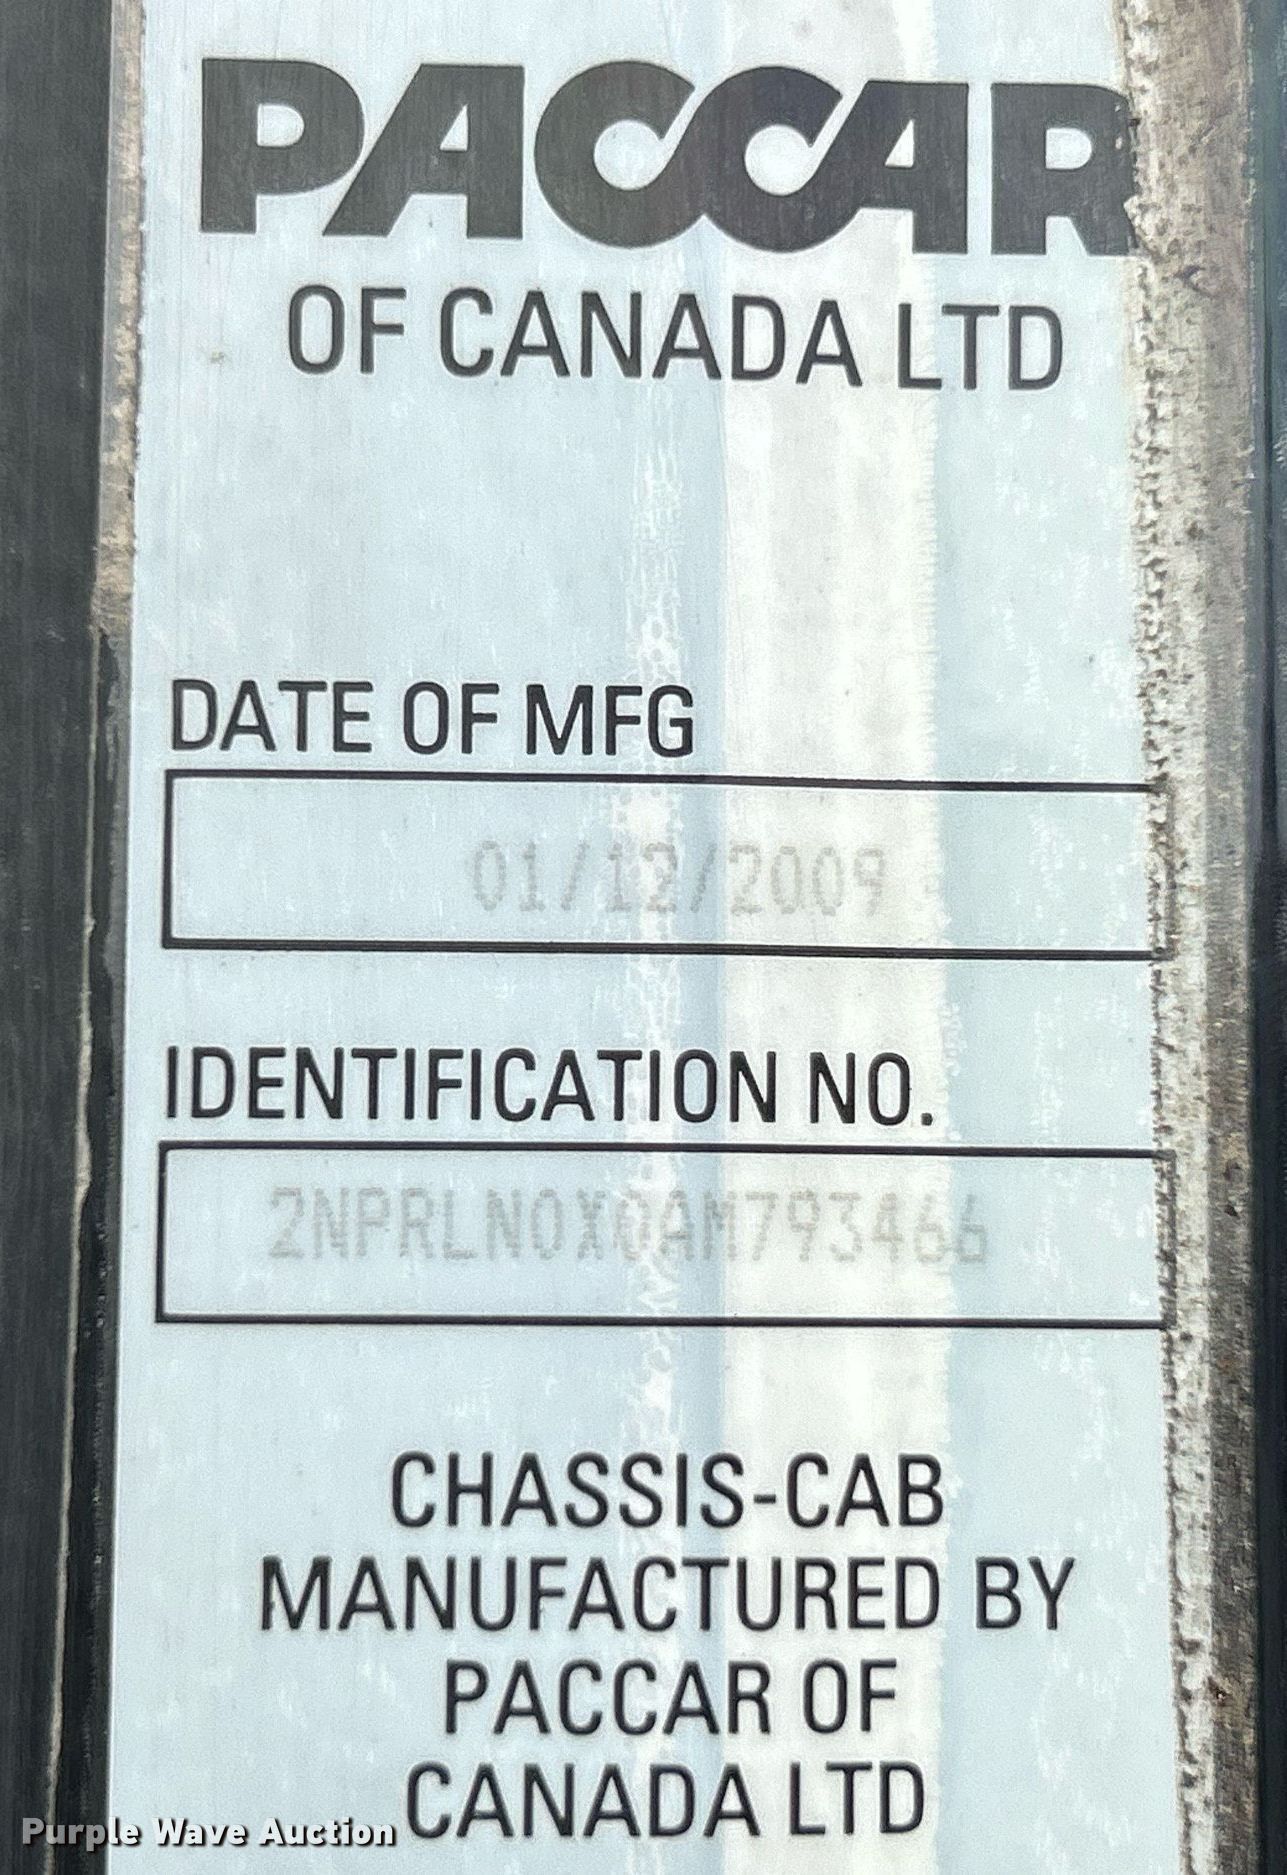 PACCAR
OF CANADA LTD
DATE OF MFG
01/12/2009
IDENTIFICATION NO.
2NPRLN0X0AM793466
CHASSIS-CAB
MANUFACTURED BY
PACCAR OF
CANADA LTD
Purple Wave Auction